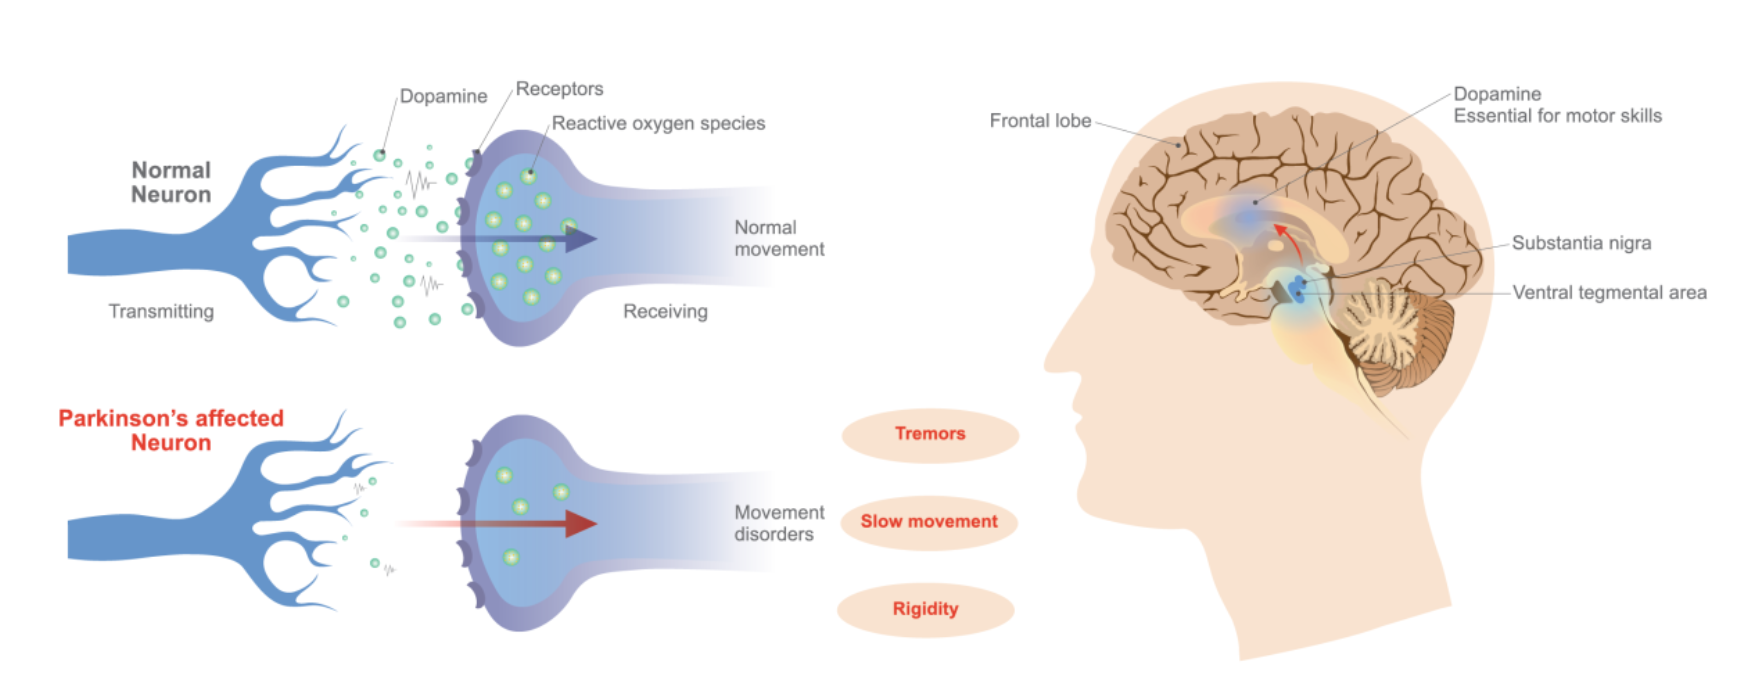 Dopamine
Receptors
Reactive oxygen species
Normal
Neuron
Transmitting
Normal
movement
Receiving
Parkinson’s affected
Neuron
Movement
disorders
Tremors
Slow movement
Rigidity
Frontal lobe
Dopamine
Essential for motor skills
Substantia nigra
Ventral tegmental area